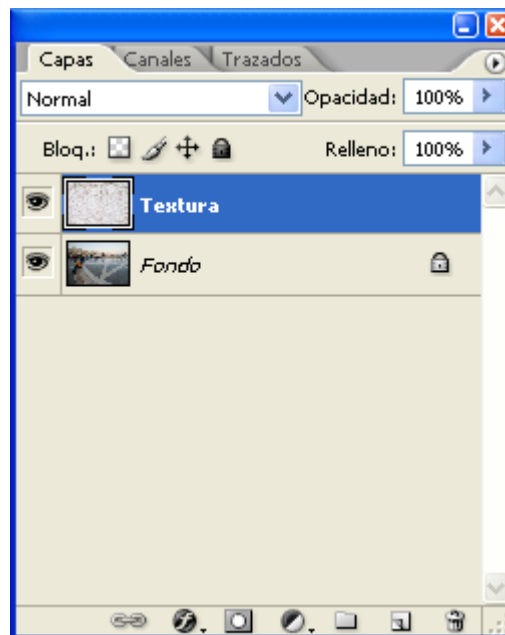 Capas Canales Trazados
Normal Opacidad: 100%
Bloq.: Relleno: 100%
Textura
Fondo